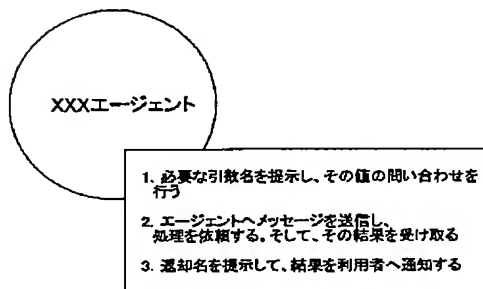 XXXエージェント
1. 必要な引数名を提示し、その値の問い合わせを
行う
2. エージェントへメッセージを送信し、
処理を依頼する。そして、その結果を受け取る
3. 返却名を提示して、結果を利用者へ通知する